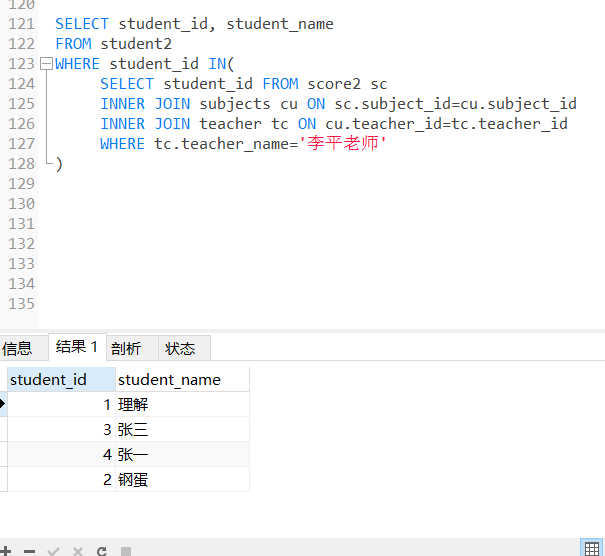 120
121 SELECT student_id, student_name
122 FROM student2
123 WHERE student_id IN(
124 SELECT student_id FROM score2 sc
125 INNER JOIN subjects cu ON sc.subject_id=cu.subject_id
126 INNER JOIN teacher tc ON cu.teacher_id=tc.teacher_id
127 WHERE tc.teacher_name='李平老师'
128 )
129
130
131
132
133
134
135
信息 结果 1 剖析 状态
student_id student_name
1 理解
3 张三
4 张一
2 钢蛋